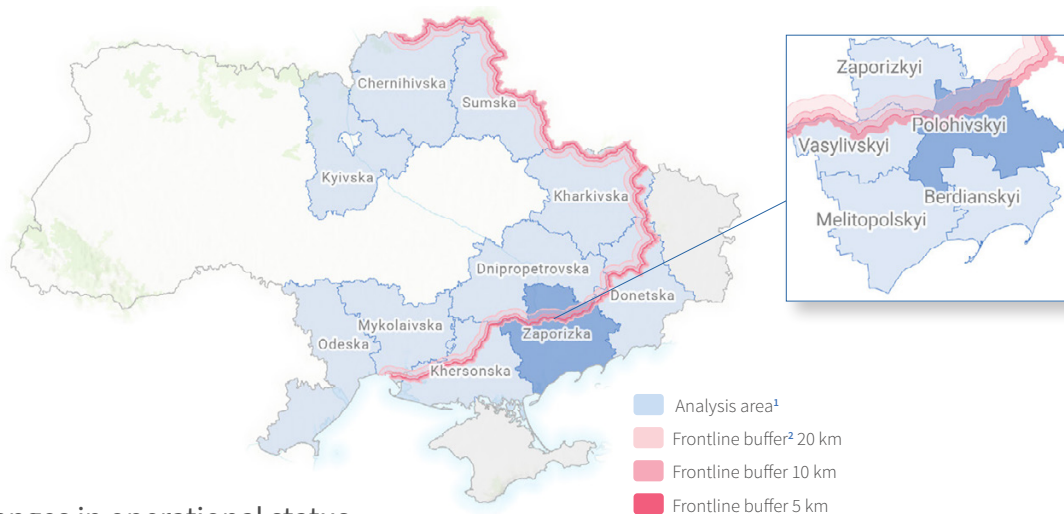 Chernihivska
Sumska
Kyivska
Kharkivska
Dnipropetrovska
Donetska
Zaporizka
Mykolaivska
Odeska
Khersonska
Zaporizkyi
Polohivskyi
Vasylivskyi
Berdianskyi
Melitopolskyi
Analysis area¹
Frontline buffer² 20 km
Frontline buffer 10 km
Frontline buffer 5 km